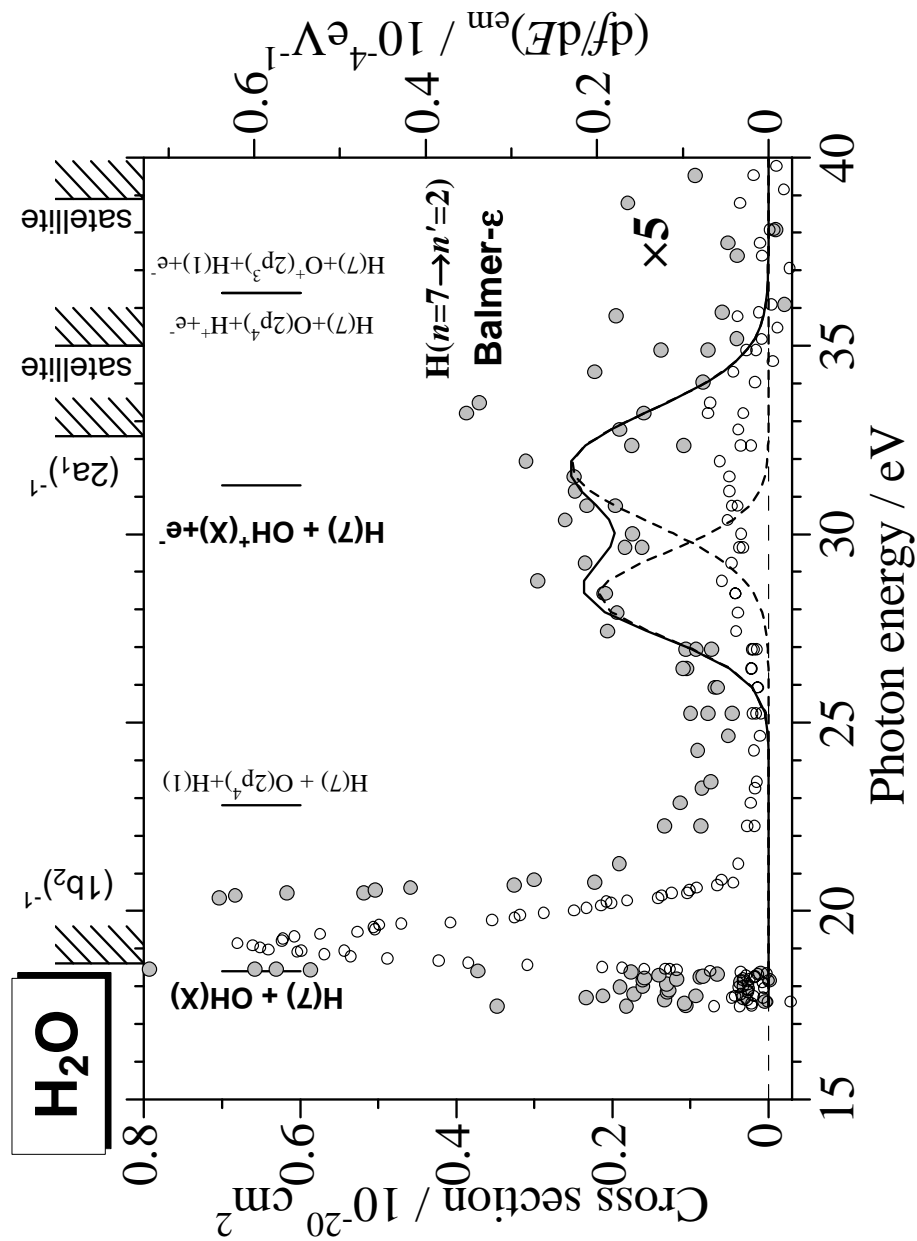 H₂O
(1b₂)⁻¹
(2a₁)⁻¹
satellite
satellite
H(7) + OH(X)
H(7) + O(2p⁴)+H(1)
H(7) + OH⁺(X)+e⁻
H(7)+O(2p⁴)+H⁺+e⁻
H(7)+O⁺(2p³)+H(1)+e⁻
H(n=7→n'=2)
Balmer-ε
×5
Cross section / 10⁻²⁰cm²
0.8
0.6
0.4
0.2
0
(df/dE)em / 10⁻⁴eV⁻¹
0.6
0.4
0.2
0
15
20
25
30
35
40
Photon energy / eV